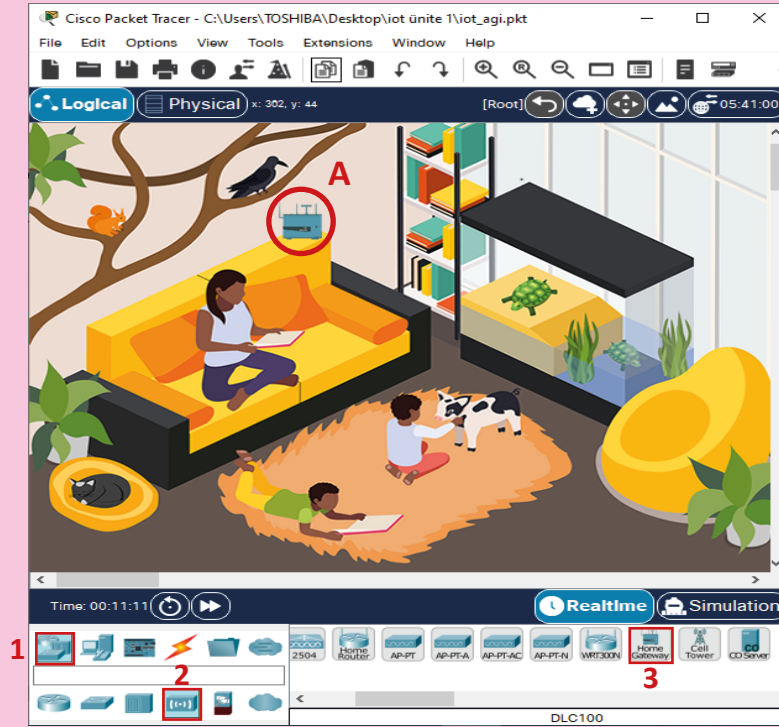 Cisco Packet Tracer - C:\Users\TOSHIBA\Desktop\iot ünite 1\iot_agi.pkt
File Edit Options View Tools Extensions Window Help
Logical Physical x: 302, y: 44 [Root] 05:41:00
A
Time: 00:11:11 Realtime Simulation
1
2504 Home Router AP-PT AP-PT-A AP-PT-AC AP-PT-N WRT300N Home Gateway Cell Tower CO Server
2
3
DLC100